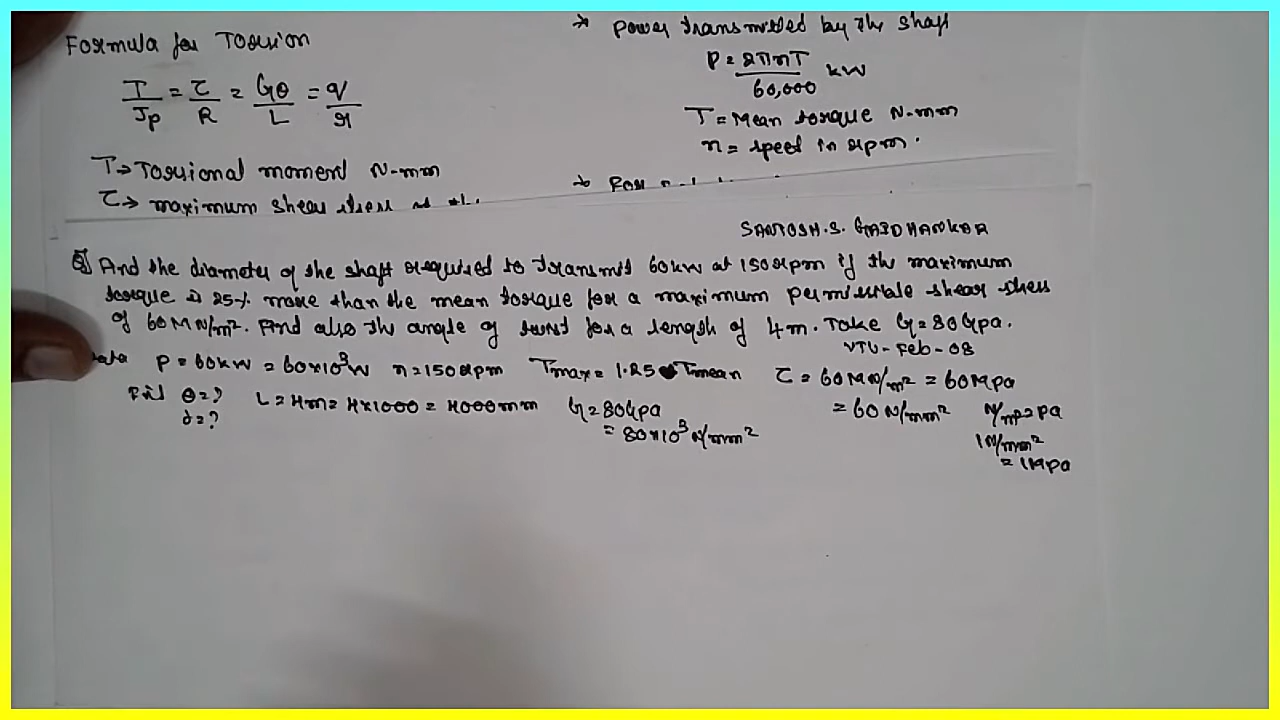 Formula for Torsion
T/Jp = τ/R = Gθ/L = q/r
T → Torsional moment N-mm
τ → maximum shear stress
→ Power transmitted by the shaft
P = 2πnT/60,000 kW
T = Mean torque N-mm
n = speed in rpm.
→ For
SANTOSH.S. GAIDHANKAR
Q) Find the diameter of the shaft required to transmit 60kw at 150rpm if the maximum
torque is 25% more than the mean torque for a maximum permissible shear stress
of 60MN/m². Find also the angle of twist for a length of 4m. Take G=80Gpa.
VTU-Feb-08
Data P=60kW = 60×10³W n=150rpm Tmax=1.25 Tmean τ = 60MN/m² = 60Mpa
Find θ=? L=4m=4×1000=4000mm G=80Gpa = 60N/mm² N/m²=pa
d=? = 80×10³N/mm² 1N/mm²
= 1Mpa